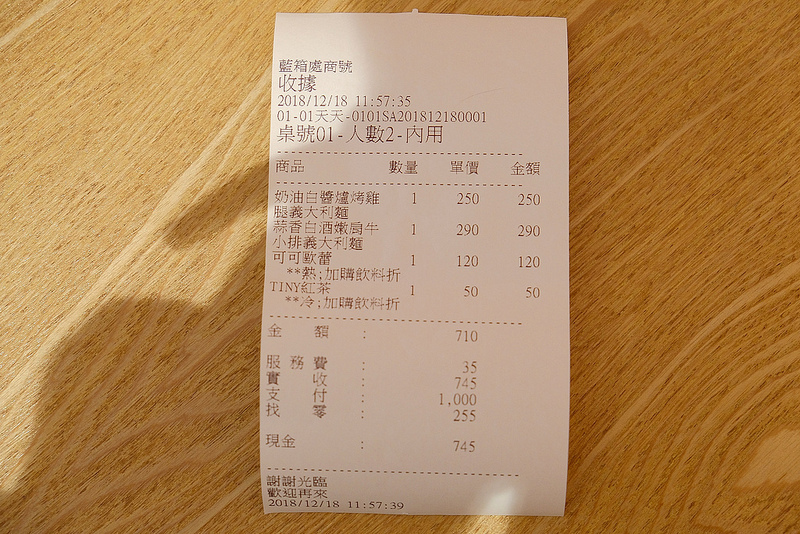 藍箱處商號
收據
2018/12/18 11:57:35
01-01天天-0101SA201812180001
桌號01-人數2-內用
商品 數量 單價 金額
奶油白醬爐烤雞 1 250 250
腿義大利麵
蒜香白酒嫩肩牛 1 290 290
小排義大利麵
可可歐蕾 1 120 120
**熱;加購飲料折
TINY紅茶 1 50 50
**冷;加購飲料折
金 額 : 710
服務費 : 35
實 收 : 745
支 付 : 1,000
找 零 : 255
現金 : 745
謝謝光臨
歡迎再來
2018/12/18 11:57:39